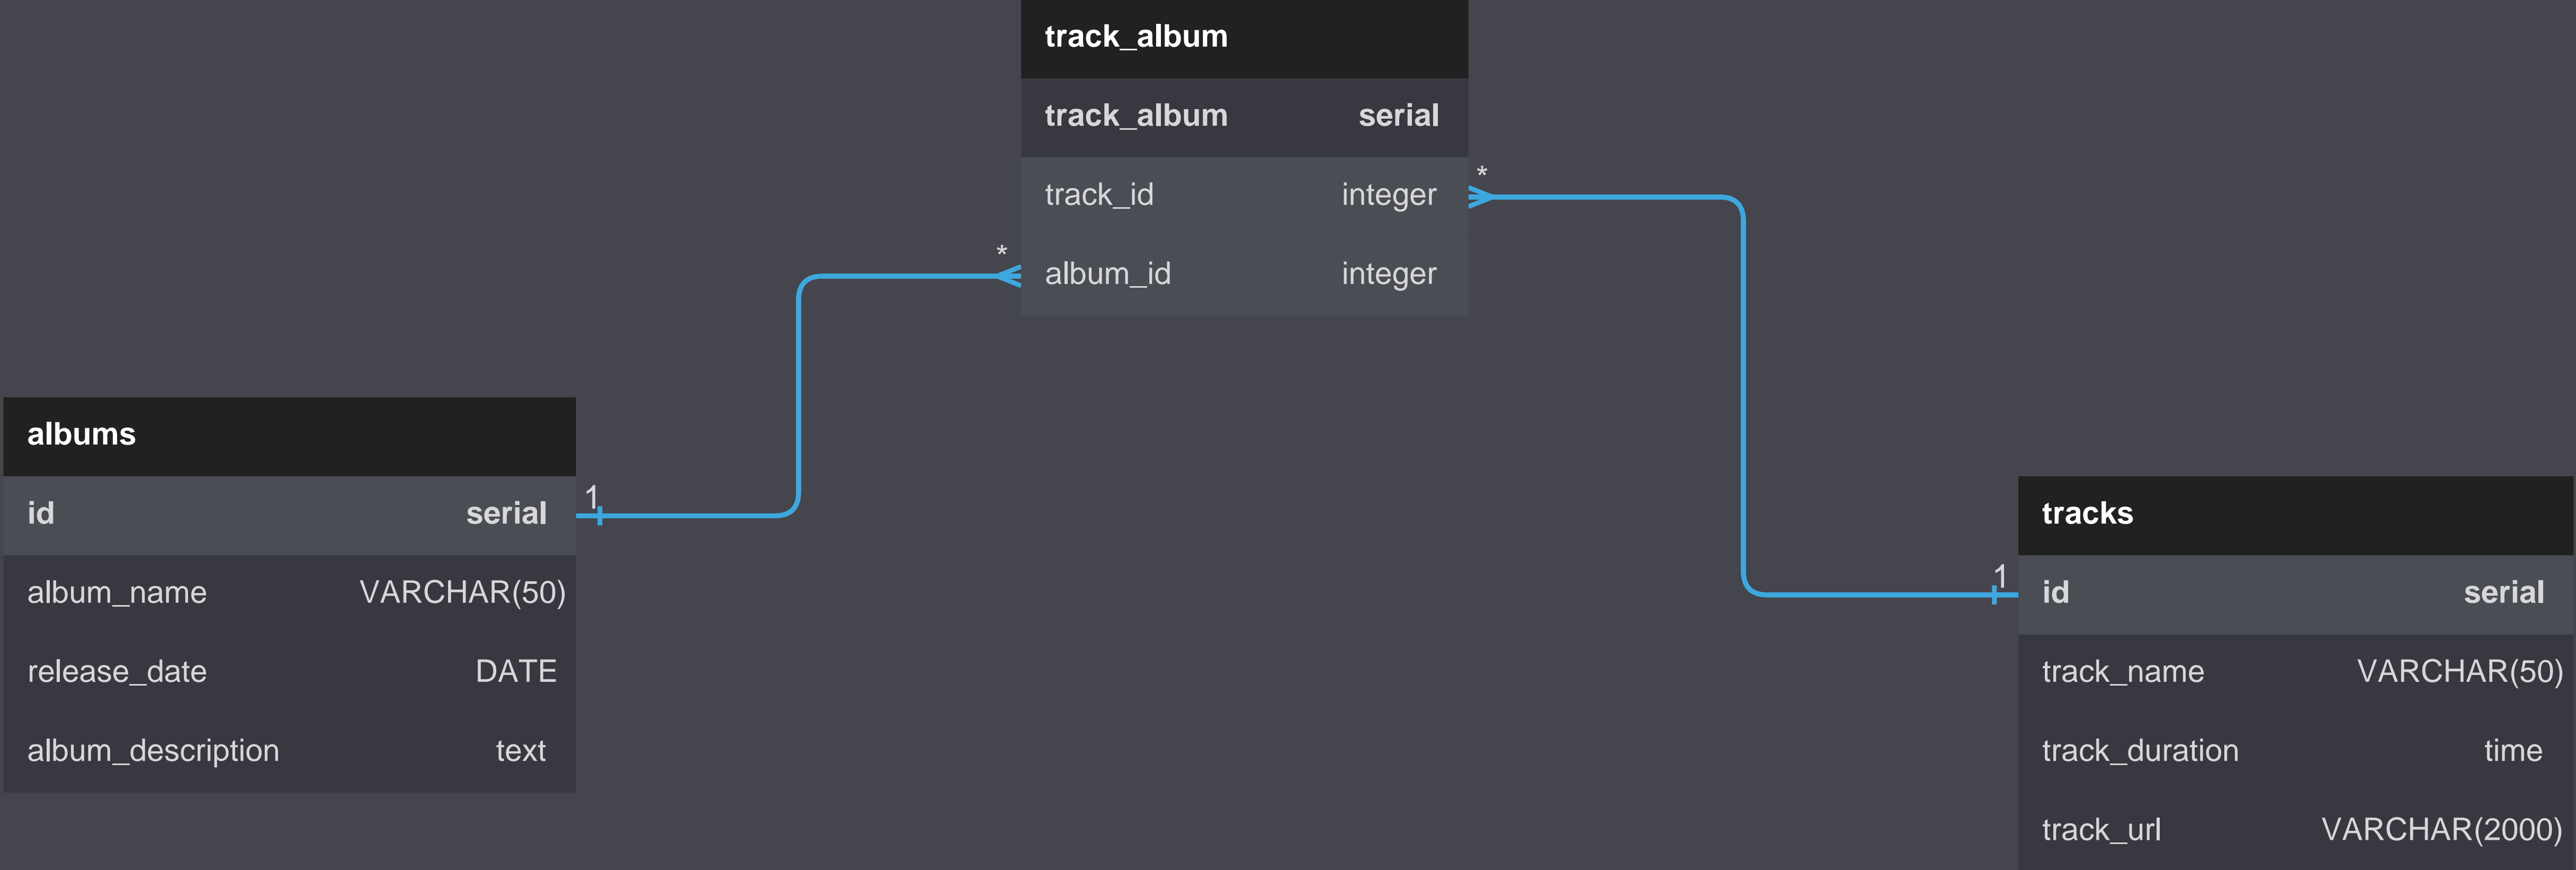 track_album
track_album serial
track_id integer *
* album_id integer
albums
id serial 1
album_name VARCHAR(50)
release_date DATE
album_description text
tracks
1 id serial
track_name VARCHAR(50)
track_duration time
track_url VARCHAR(2000)